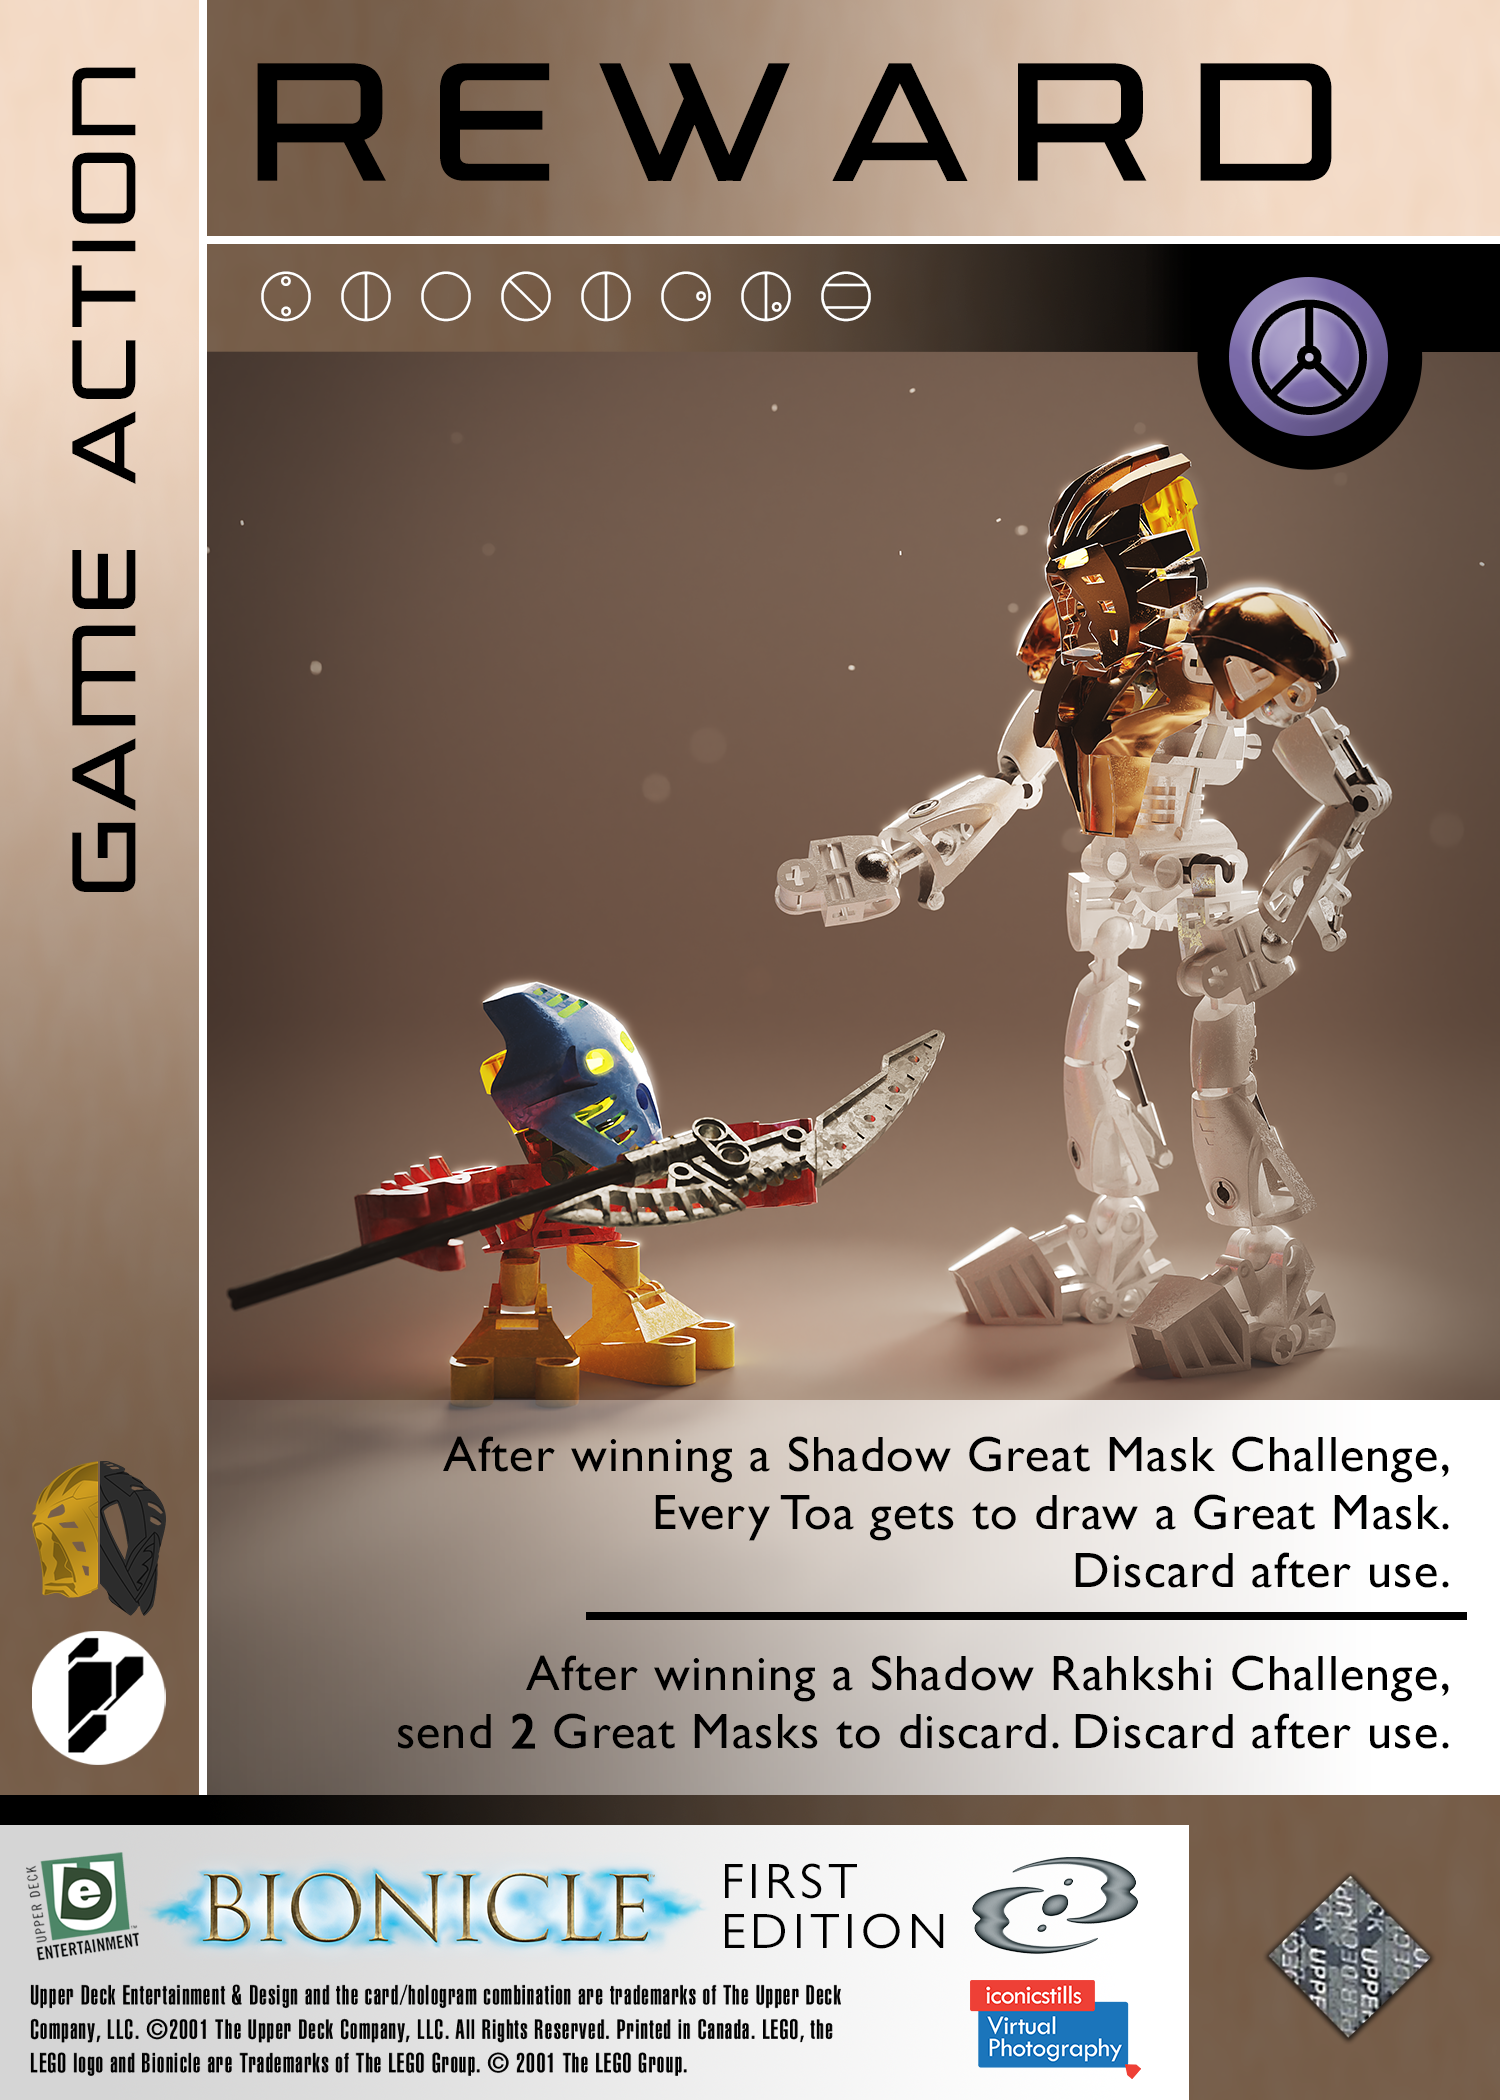 REWARD
GAME ACTION
After winning a Shadow Great Mask Challenge,
Every Toa gets to draw a Great Mask.
Discard after use.
After winning a Shadow Rahkshi Challenge,
send 2 Great Masks to discard. Discard after use.
UPPER DECK
e
ENTERTAINMENT
BIONICLE
FIRST
EDITION
Upper Deck Entertainment & Design and the card/hologram combination are trademarks of The Upper Deck
Company, LLC. ©2001 The Upper Deck Company, LLC. All Rights Reserved. Printed in Canada. LEGO, the
LEGO logo and Bionicle are Trademarks of The LEGO Group. © 2001 The LEGO Group.
iconicstills
Virtual
Photography